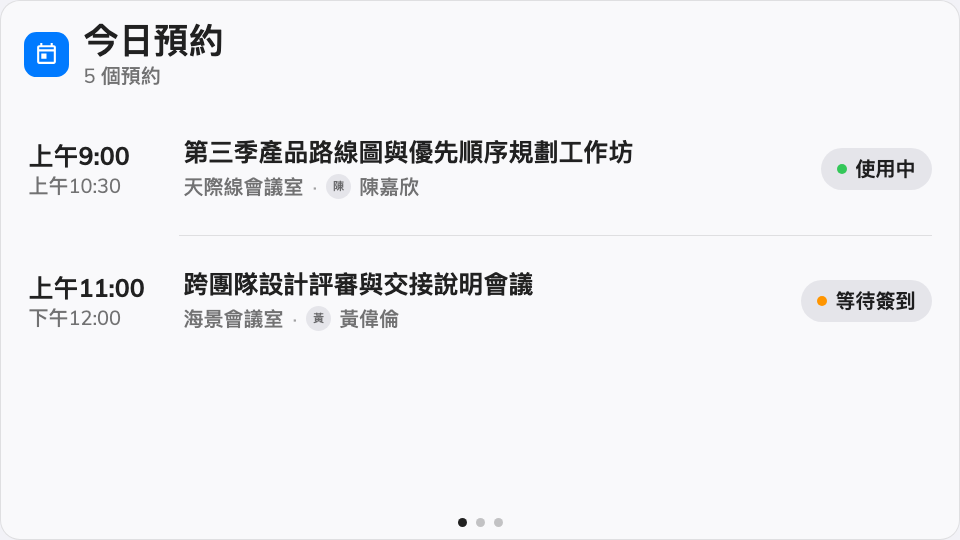 今日預約
5 個預約
上午9:00
上午10:30
第三季產品路線圖與優先順序規劃工作坊
天際線會議室 · 陳 陳嘉欣
使用中
上午11:00
下午12:00
跨團隊設計評審與交接說明會議
海景會議室 · 黃 黃偉倫
等待簽到